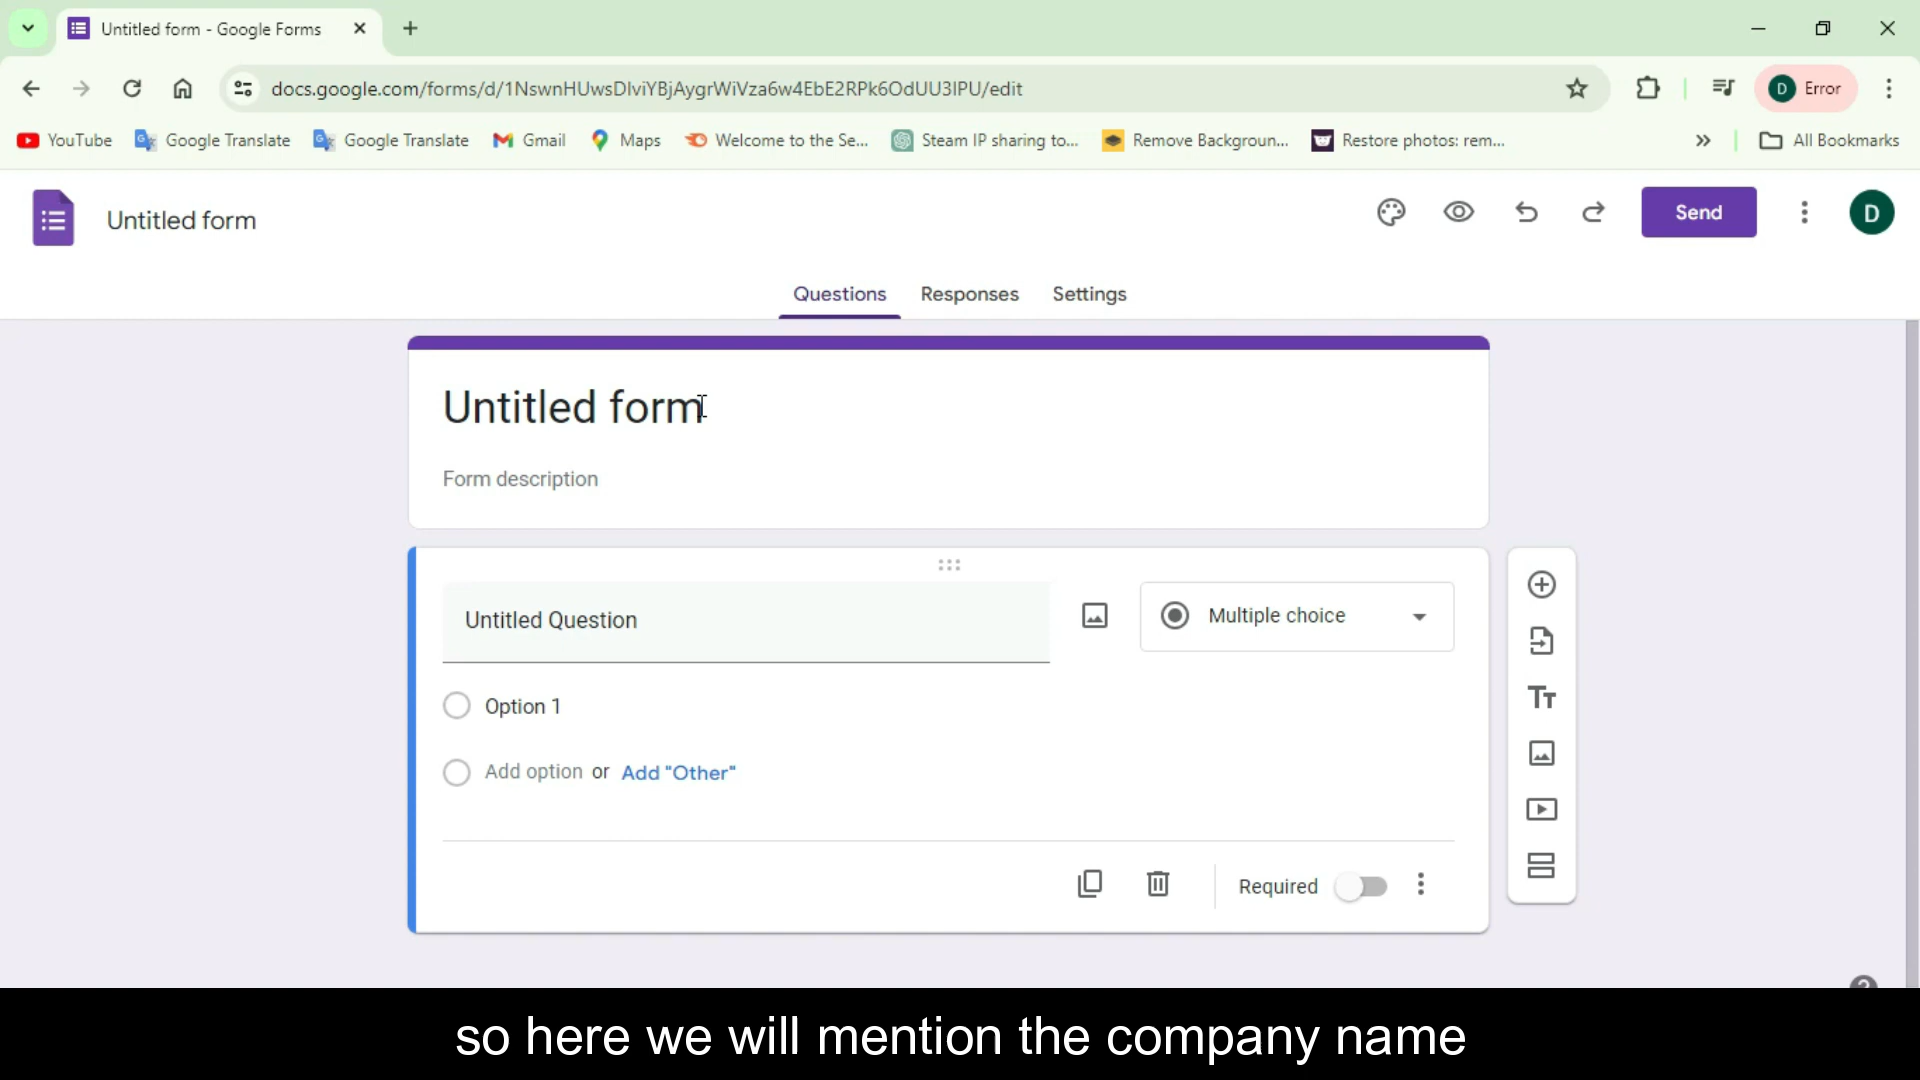 Untitled form - Google Forms
docs.google.com/forms/d/1NswnHUwsDlviYBjAygrWiVza6w4EbE2RPk6OdUU3lPU/edit
D Error
YouTube Google Translate Google Translate Gmail Maps Welcome to the Se... Steam IP sharing to... Remove Backgroun... Restore photos: rem... All Bookmarks
Untitled form
Send
D
Questions Responses Settings
Untitled form
Form description
Untitled Question
Multiple choice
Option 1
Add option or Add "Other"
Required
so here we will mention the company name